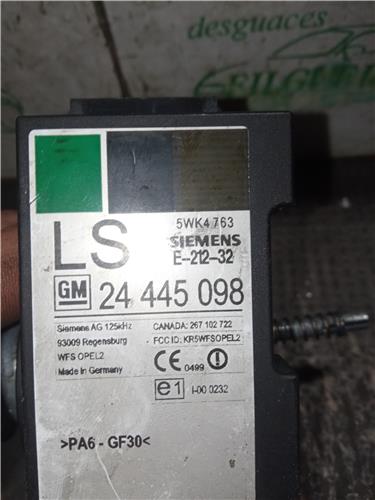 desguaces
LS
5WK4 763
SIEMENS
E-212-32
GM 24 445 098
Siemens AG 125kHz
CANADA: 267 102 722
93009 Regensburg
FCC ID: KR5WFSOPEL2
WFS OPEL2
Made in Germany
CE 0499
e1 I-00 0232
>PA6 - GF30<